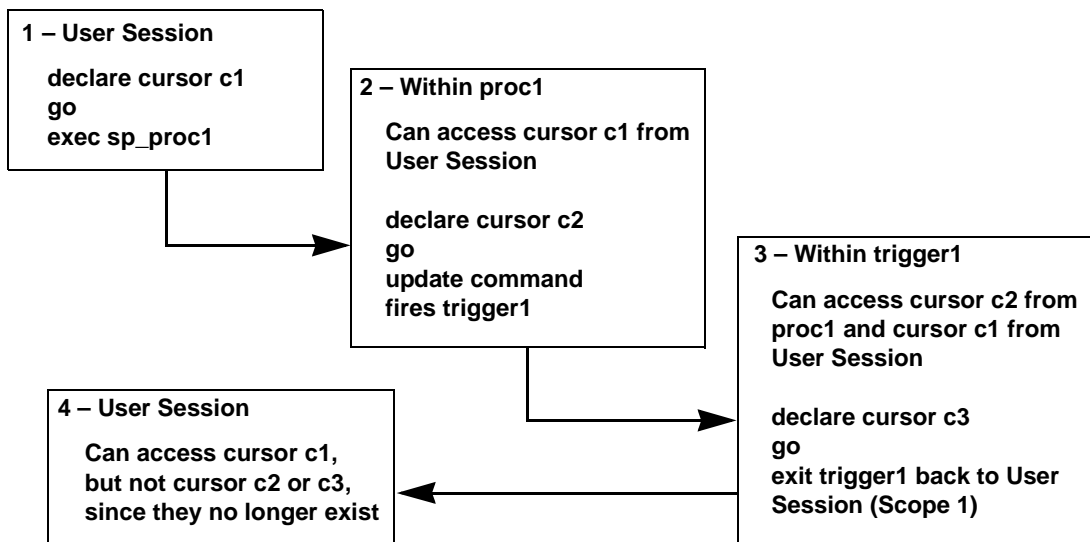 1 – User Session
declare cursor c1
go
exec sp_proc1
2 – Within proc1
Can access cursor c1 from
User Session
declare cursor c2
go
update command
fires trigger1
3 – Within trigger1
Can access cursor c2 from
proc1 and cursor c1 from
User Session
declare cursor c3
go
exit trigger1 back to User
Session (Scope 1)
4 – User Session
Can access cursor c1,
but not cursor c2 or c3,
since they no longer exist